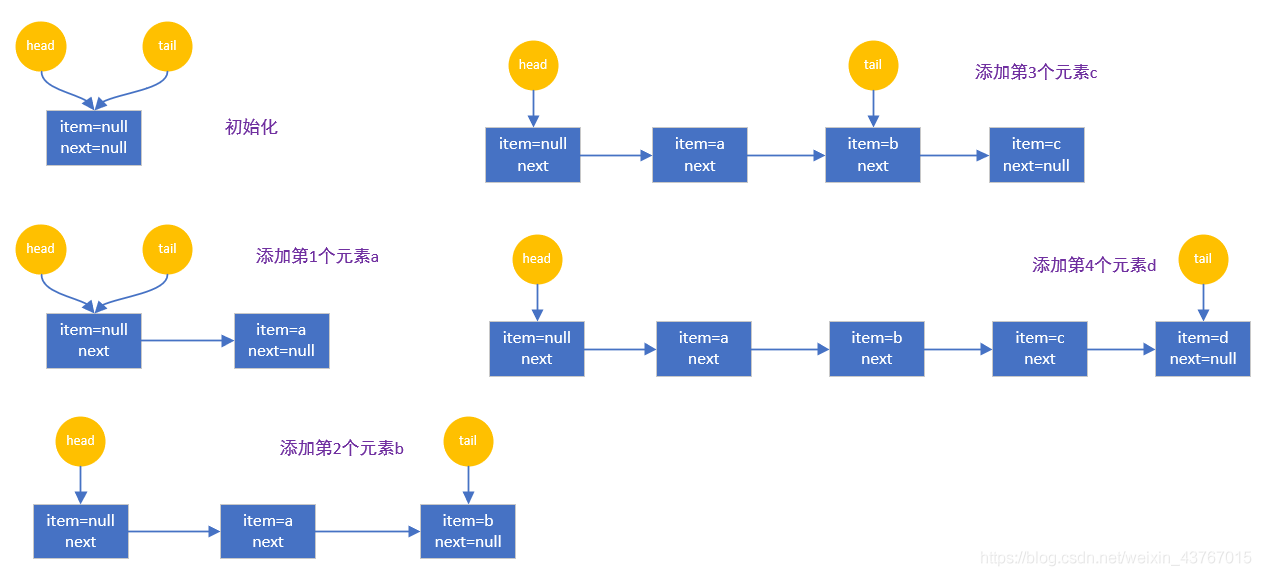 head
tail
item=null
next=null
初始化
head
tail
item=null
next
item=a
next=null
添加第1个元素a
head
tail
item=null
next
item=a
next
item=b
next=null
添加第2个元素b
head
tail
item=null
next
item=a
next
item=b
next
item=c
next=null
添加第3个元素c
head
tail
item=null
next
item=a
next
item=b
next
item=c
next
item=d
next=null
添加第4个元素d
https://blog.csdn.net/weixin_43767015